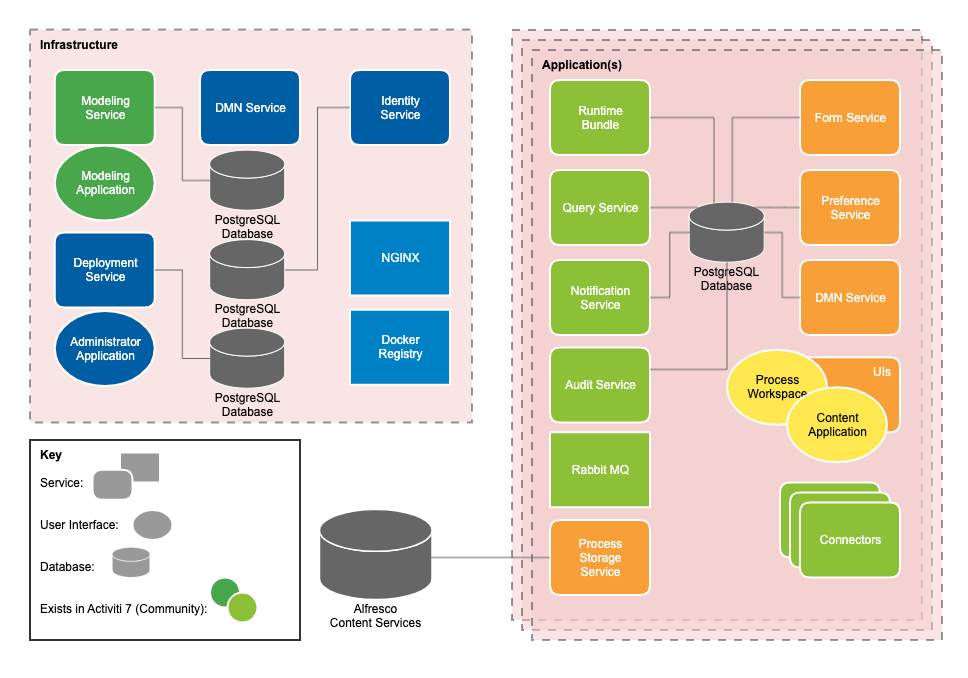 Infrastructure
Modeling
Service
DMN Service
Identity
Service
Modeling
Application
PostgreSQL
Database
Deployment
Service
NGINX
PostgreSQL
Database
Administrator
Application
Docker
Registry
PostgreSQL
Database
Key
Service:
User Interface:
Database:
Exists in Activiti 7 (Community):
Alfresco
Content Services
Application(s)
Runtime
Bundle
Form Service
Query Service
Preference
Service
PostgreSQL
Database
Notification
Service
DMN Service
Audit Service
UIs
Process
Workspace
Content
Application
Rabbit MQ
Process
Storage
Service
Connectors